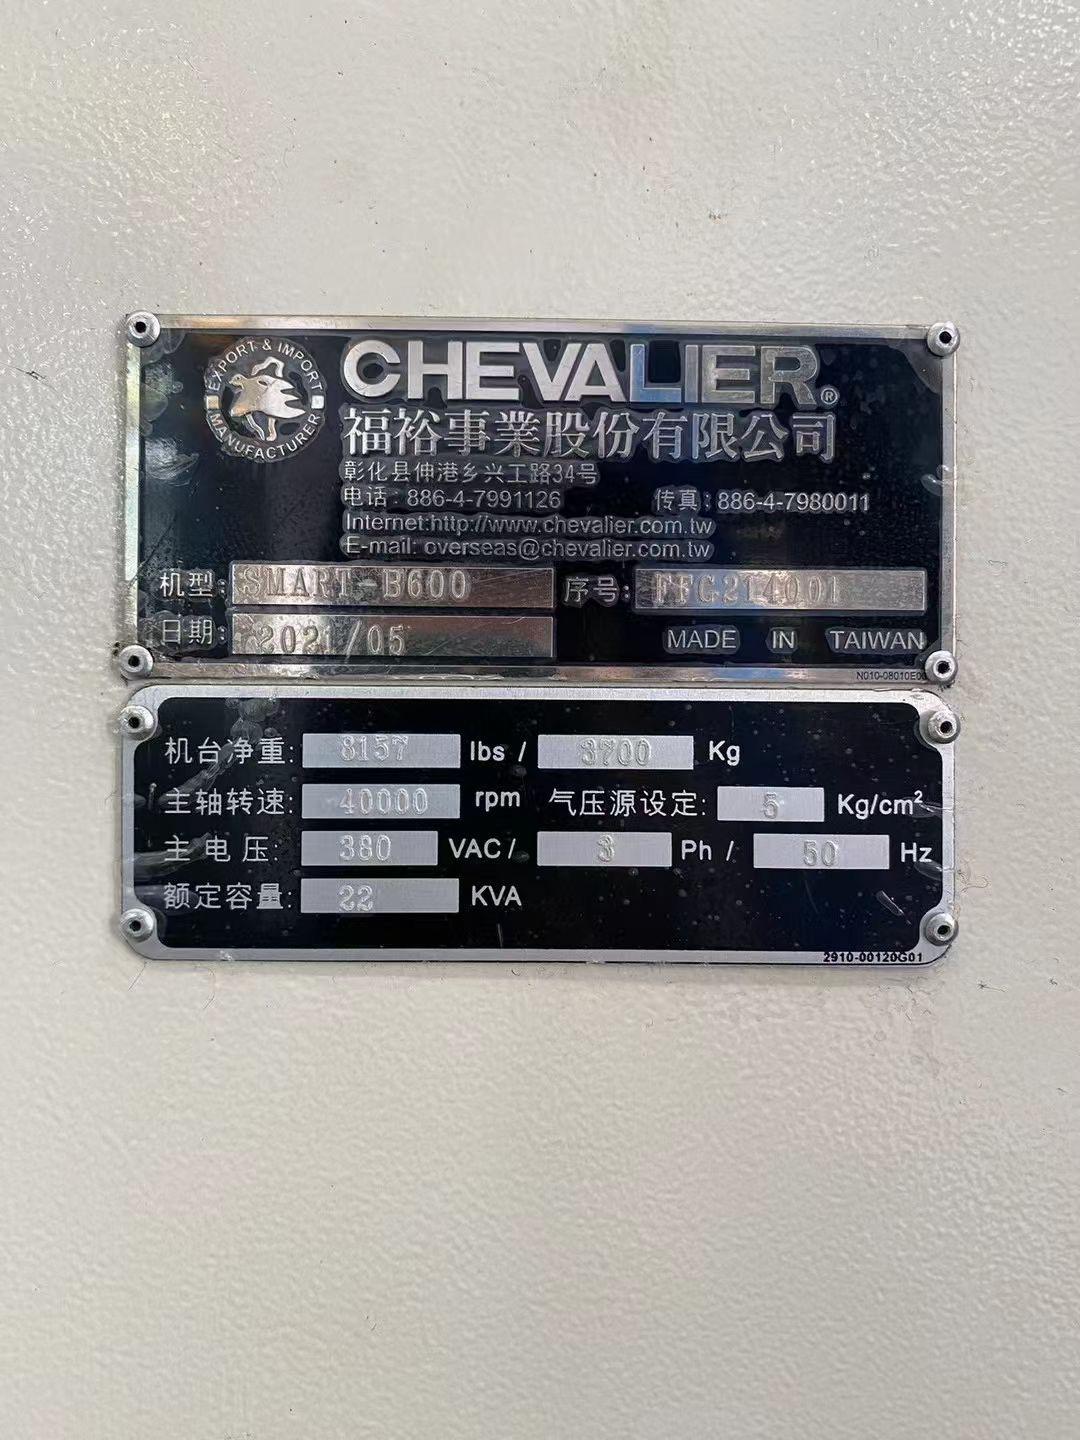 EXPORT & IMPORT
MANUFACTURER
CHEVALIER®
福裕事業股份有限公司
彰化县伸港乡兴工路34号
电话：886-4-7991126 传真：886-4-7980011
Internet:http://www.chevalier.com.tw
E-mail: overseas@chevalier.com.tw
机型：SMART-B600 序号：FFG214001
日期：2021/05 MADE IN TAIWAN
N010-08010E00
机台净重：8157 lbs / 3700 Kg
主轴转速：40000 rpm 气压源设定：5 Kg/cm²
主电压：380 VAC / 3 Ph / 50 Hz
额定容量：22 KVA
2910-00120G01